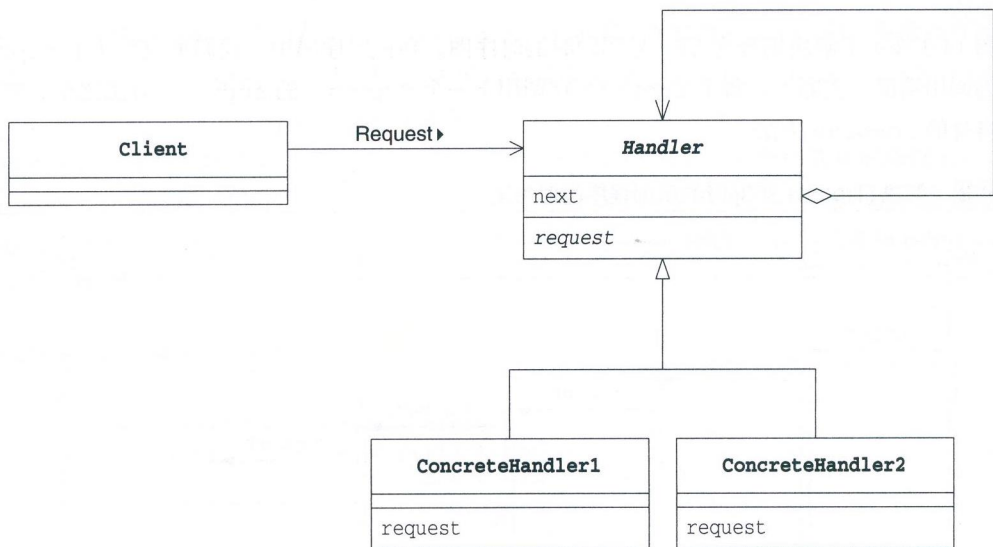 Client
Request▶
Handler
next
request
ConcreteHandler1
request
ConcreteHandler2
request